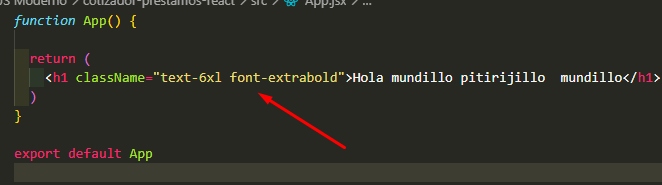 JS Moderno > cotizador-prestamos-react > src > App.jsx > ...
function App() {
return (
<h1 className="text-6xl font-extrabold">Hola mundillo pitirijillo  mundillo</h1>
)
}
export default App